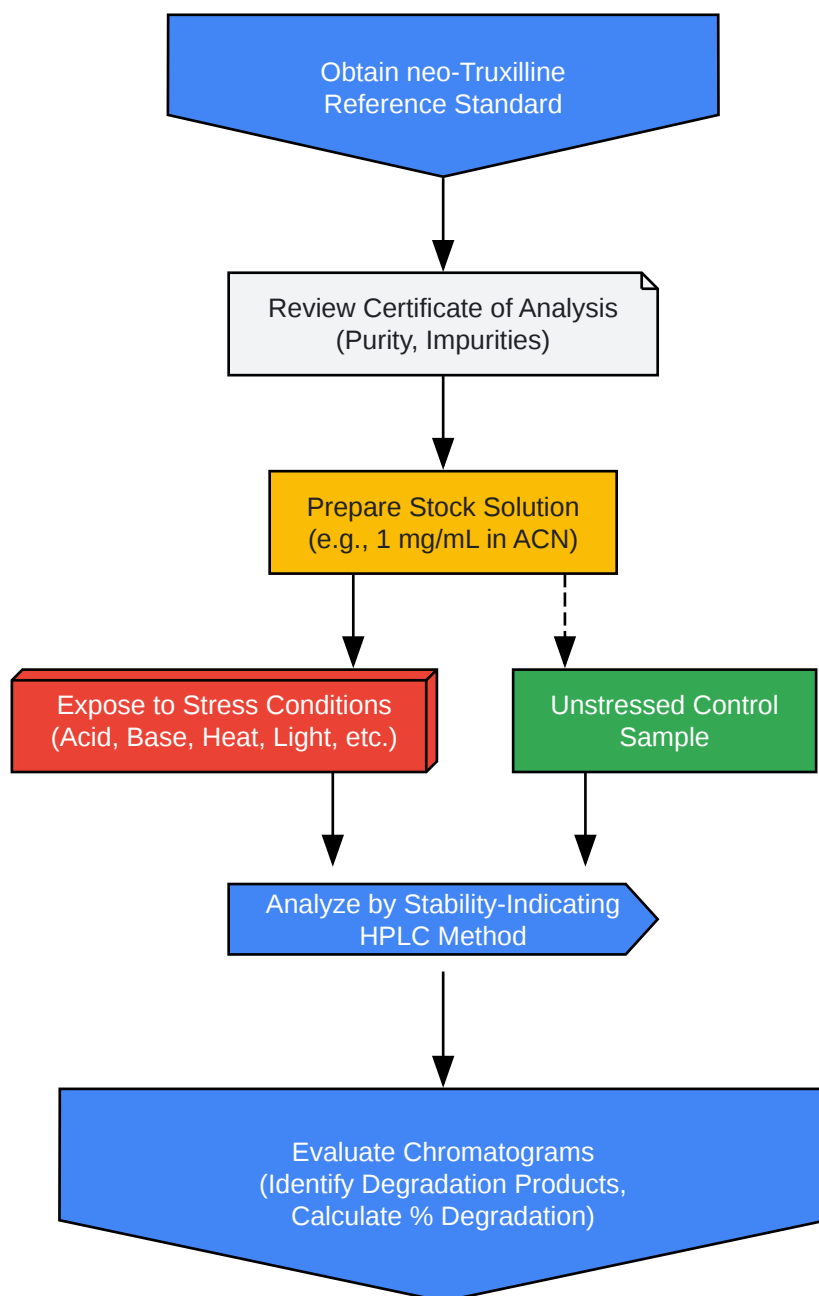 Obtain neo-Truxilline
Reference Standard
Review Certificate of Analysis
(Purity, Impurities)
Prepare Stock Solution
(e.g., 1 mg/mL in ACN)
Expose to Stress Conditions
(Acid, Base, Heat, Light, etc.)
Unstressed Control
Sample
Analyze by Stability-Indicating
HPLC Method
Evaluate Chromatograms
(Identify Degradation Products,
Calculate % Degradation)